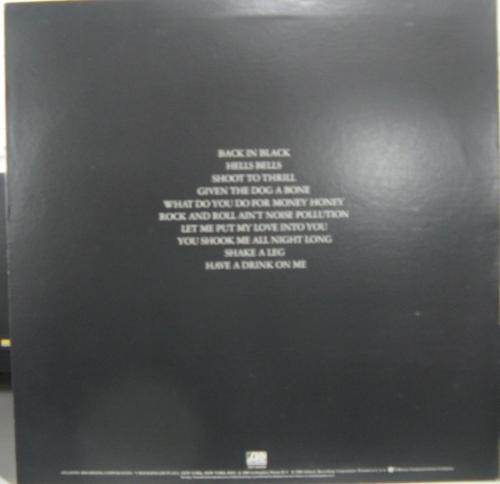 BACK IN BLACK
HELLS BELLS
SHOOT TO THRILL
GIVEN THE DOG A BONE
WHAT DO YOU DO FOR MONEY HONEY
ROCK AND ROLL AIN'T NOISE POLLUTION
LET ME PUT MY LOVE INTO YOU
YOU SHOOK ME ALL NIGHT LONG
SHAKE A LEG
HAVE A DRINK ON ME